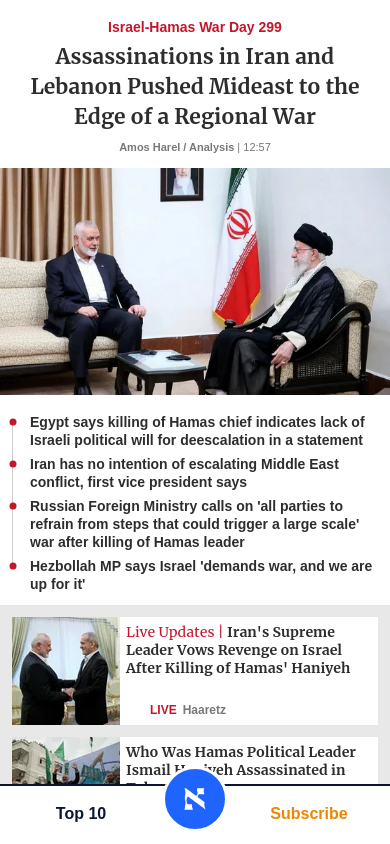 Israel-Hamas War Day 299
Assassinations in Iran and
Lebanon Pushed Mideast to the
Edge of a Regional War
Amos Harel / Analysis | 12:57
Egypt says killing of Hamas chief indicates lack of
Israeli political will for deescalation in a statement
Iran has no intention of escalating Middle East
conflict, first vice president says
Russian Foreign Ministry calls on 'all parties to
refrain from steps that could trigger a large scale'
war after killing of Hamas leader
Hezbollah MP says Israel 'demands war, and we are
up for it'
Live Updates | Iran's Supreme
Leader Vows Revenge on Israel
After Killing of Hamas' Haniyeh
LIVE Haaretz
Who Was Hamas Political Leader
Ismail Haniyeh Assassinated in
Top 10
Subscribe